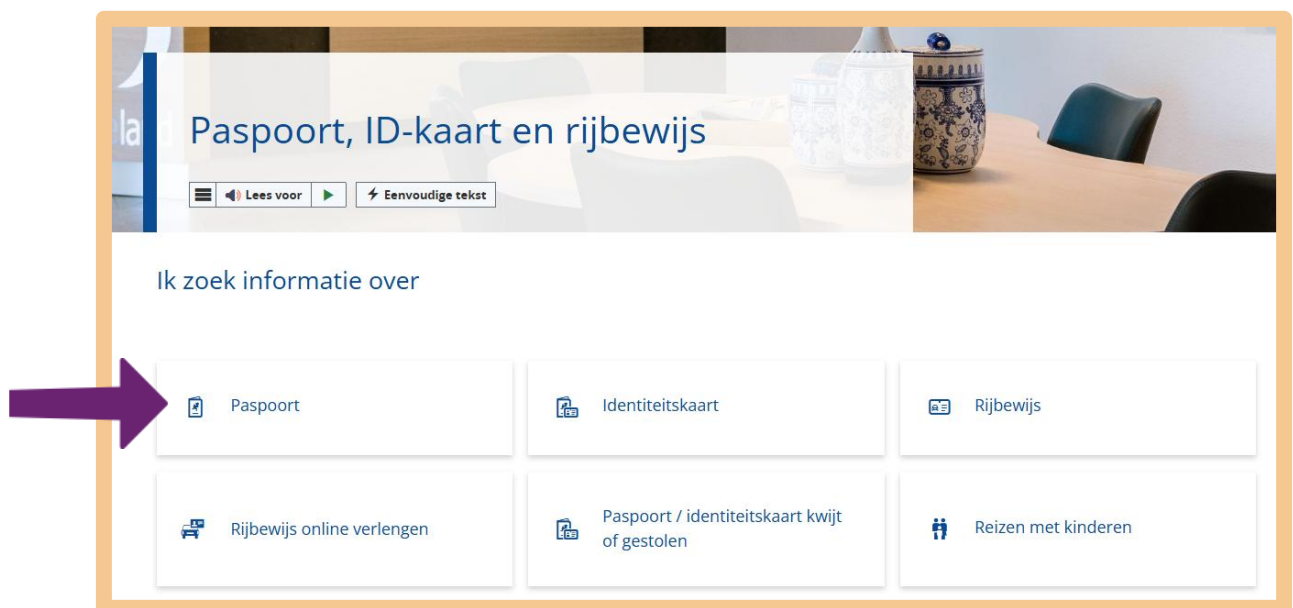 Paspoort, ID-kaart en rijbewijs
Lees voor
Eenvoudige tekst
Ik zoek informatie over
Paspoort
Identiteitskaart
Rijbewijs
Rijbewijs online verlengen
Paspoort / identiteitskaart kwijt
of gestolen
Reizen met kinderen